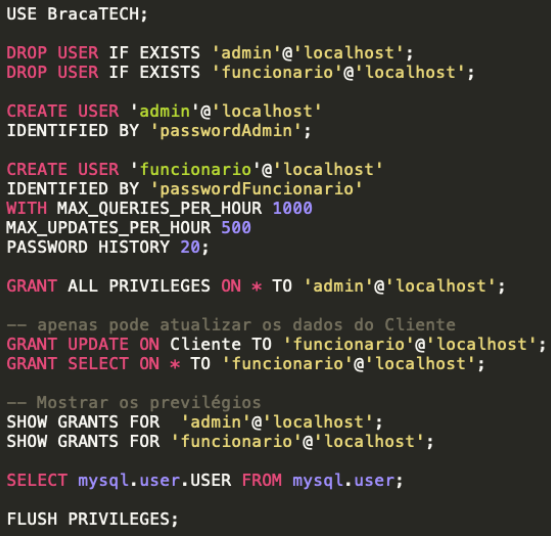 USE BracaTECH;
DROP USER IF EXISTS 'admin'@'localhost';
DROP USER IF EXISTS 'funcionario'@'localhost';
CREATE USER 'admin'@'localhost'
IDENTIFIED BY 'passwordAdmin';
CREATE USER 'funcionario'@'localhost'
IDENTIFIED BY 'passwordFuncionario'
WITH MAX_QUERIES_PER_HOUR 1000
MAX_UPDATES_PER_HOUR 500
PASSWORD HISTORY 20;
GRANT ALL PRIVILEGES ON * TO 'admin'@'localhost';
-- apenas pode atualizar os dados do Cliente
GRANT UPDATE ON Cliente TO 'funcionario'@'localhost';
GRANT SELECT ON * TO 'funcionario'@'localhost';
-- Mostrar os previlégios
SHOW GRANTS FOR  'admin'@'localhost';
SHOW GRANTS FOR 'funcionario'@'localhost';
SELECT mysql.user.USER FROM mysql.user;
FLUSH PRIVILEGES;